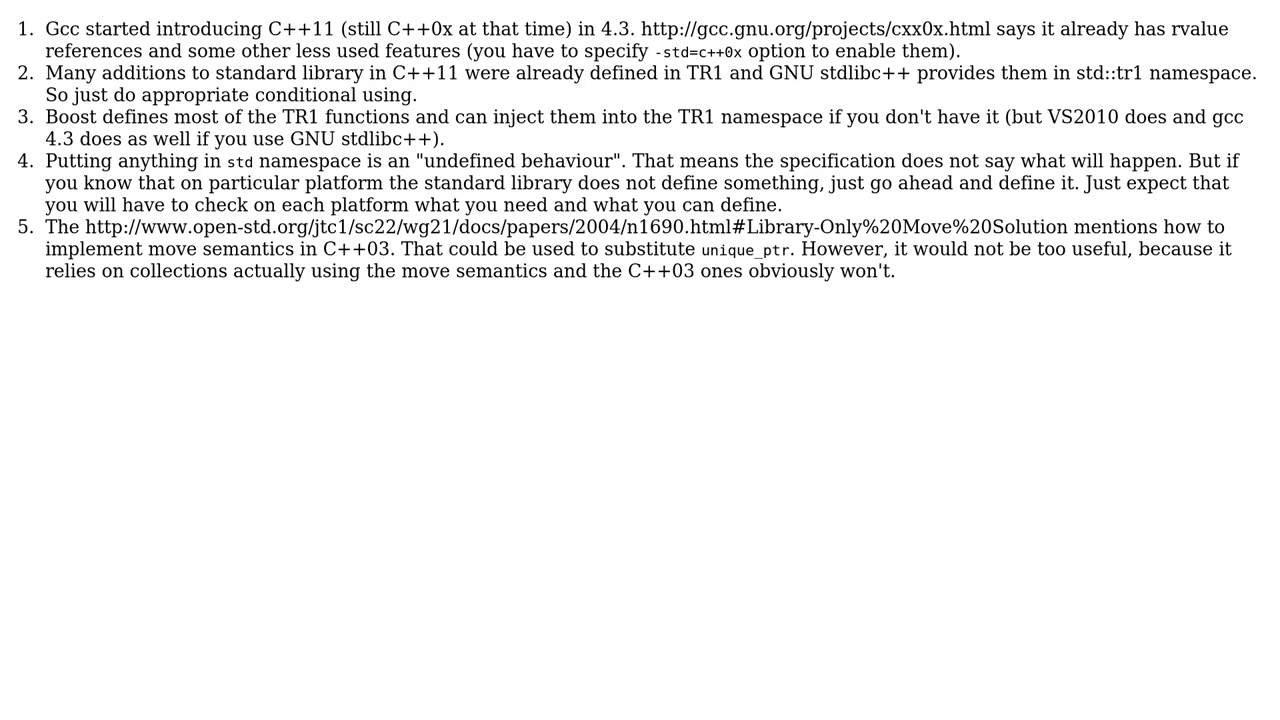 1. Gcc started introducing C++11 (still C++0x at that time) in 4.3. http://gcc.gnu.org/projects/cxx0x.html says it already has rvalue
references and some other less used features (you have to specify -std=c++0x option to enable them).
2. Many additions to standard library in C++11 were already defined in TR1 and GNU stdlibc++ provides them in std::tr1 namespace.
So just do appropriate conditional using.
3. Boost defines most of the TR1 functions and can inject them into the TR1 namespace if you don't have it (but VS2010 does and gcc
4.3 does as well if you use GNU stdlibc++).
4. Putting anything in std namespace is an "undefined behaviour". That means the specification does not say what will happen. But if
you know that on particular platform the standard library does not define something, just go ahead and define it. Just expect that
you will have to check on each platform what you need and what you can define.
5. The http://www.open-std.org/jtc1/sc22/wg21/docs/papers/2004/n1690.html#Library-Only%20Move%20Solution mentions how to
implement move semantics in C++03. That could be used to substitute unique_ptr. However, it would not be too useful, because it
relies on collections actually using the move semantics and the C++03 ones obviously won't.